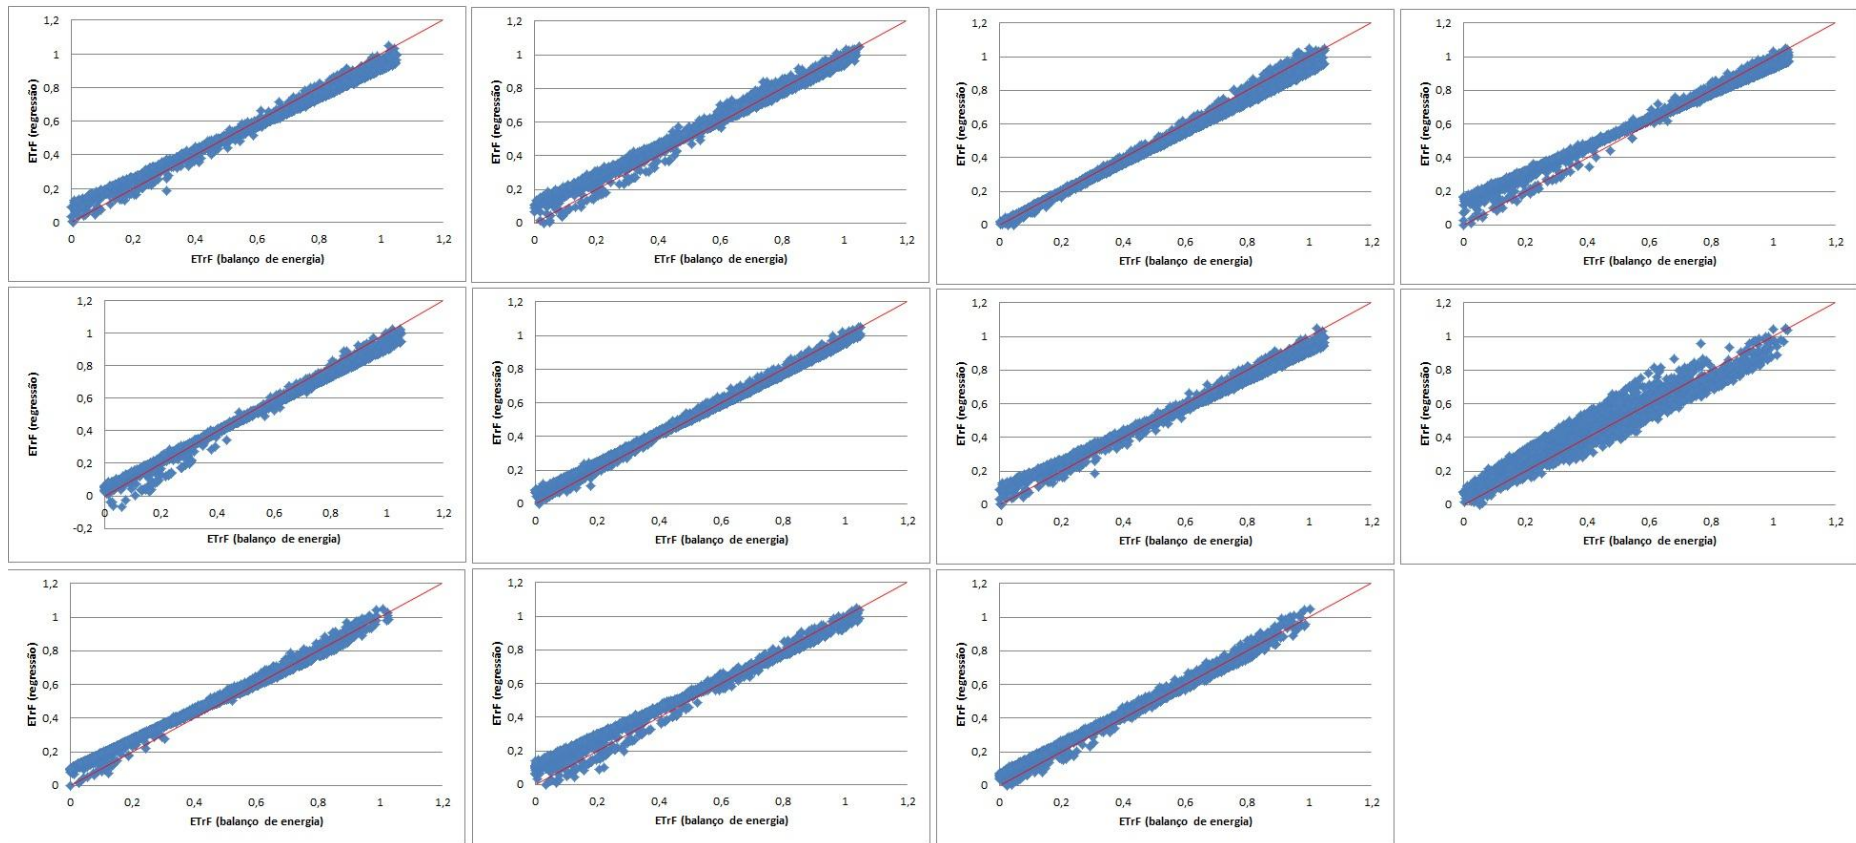 ETrF (regressão)
1,2
1
0,8
0,6
0,4
0,2
0
0 0,2 0,4 0,6 0,8 1 1,2
ETrF (balanço de energia)
ETrF (regressão)
1,2
1
0,8
0,6
0,4
0,2
0
0 0,2 0,4 0,6 0,8 1 1,2
ETrF (balanço de energia)
ETrF (regressão)
1,2
1
0,8
0,6
0,4
0,2
0
0 0,2 0,4 0,6 0,8 1 1,2
ETrF (balanço de energia)
ETrF (regressão)
1,2
1
0,8
0,6
0,4
0,2
0
0 0,2 0,4 0,6 0,8 1 1,2
ETrF (balanço de energia)
ETrF (regressão)
1,2
1
0,8
0,6
0,4
0,2
0
-0,2
0 0,2 0,4 0,6 0,8 1 1,2
ETrF (balanço de energia)
ETrF (regressão)
1,2
1
0,8
0,6
0,4
0,2
0
0 0,2 0,4 0,6 0,8 1 1,2
ETrF (balanço de energia)
ETrF (regressão)
1,2
1
0,8
0,6
0,4
0,2
0
0 0,2 0,4 0,6 0,8 1 1,2
ETrF (balanço de energia)
ETrF (regressão)
1,2
1
0,8
0,6
0,4
0,2
0
0 0,2 0,4 0,6 0,8 1 1,2
ETrF (balanço de energia)
ETrF (regressão)
1,2
1
0,8
0,6
0,4
0,2
0
0 0,2 0,4 0,6 0,8 1 1,2
ETrF (balanço de energia)
ETrF (regressão)
1,2
1
0,8
0,6
0,4
0,2
0
0 0,2 0,4 0,6 0,8 1 1,2
ETrF (balanço de energia)
ETrF (regressão)
1,2
1
0,8
0,6
0,4
0,2
0
0 0,2 0,4 0,6 0,8 1 1,2
ETrF (balanço de energia)